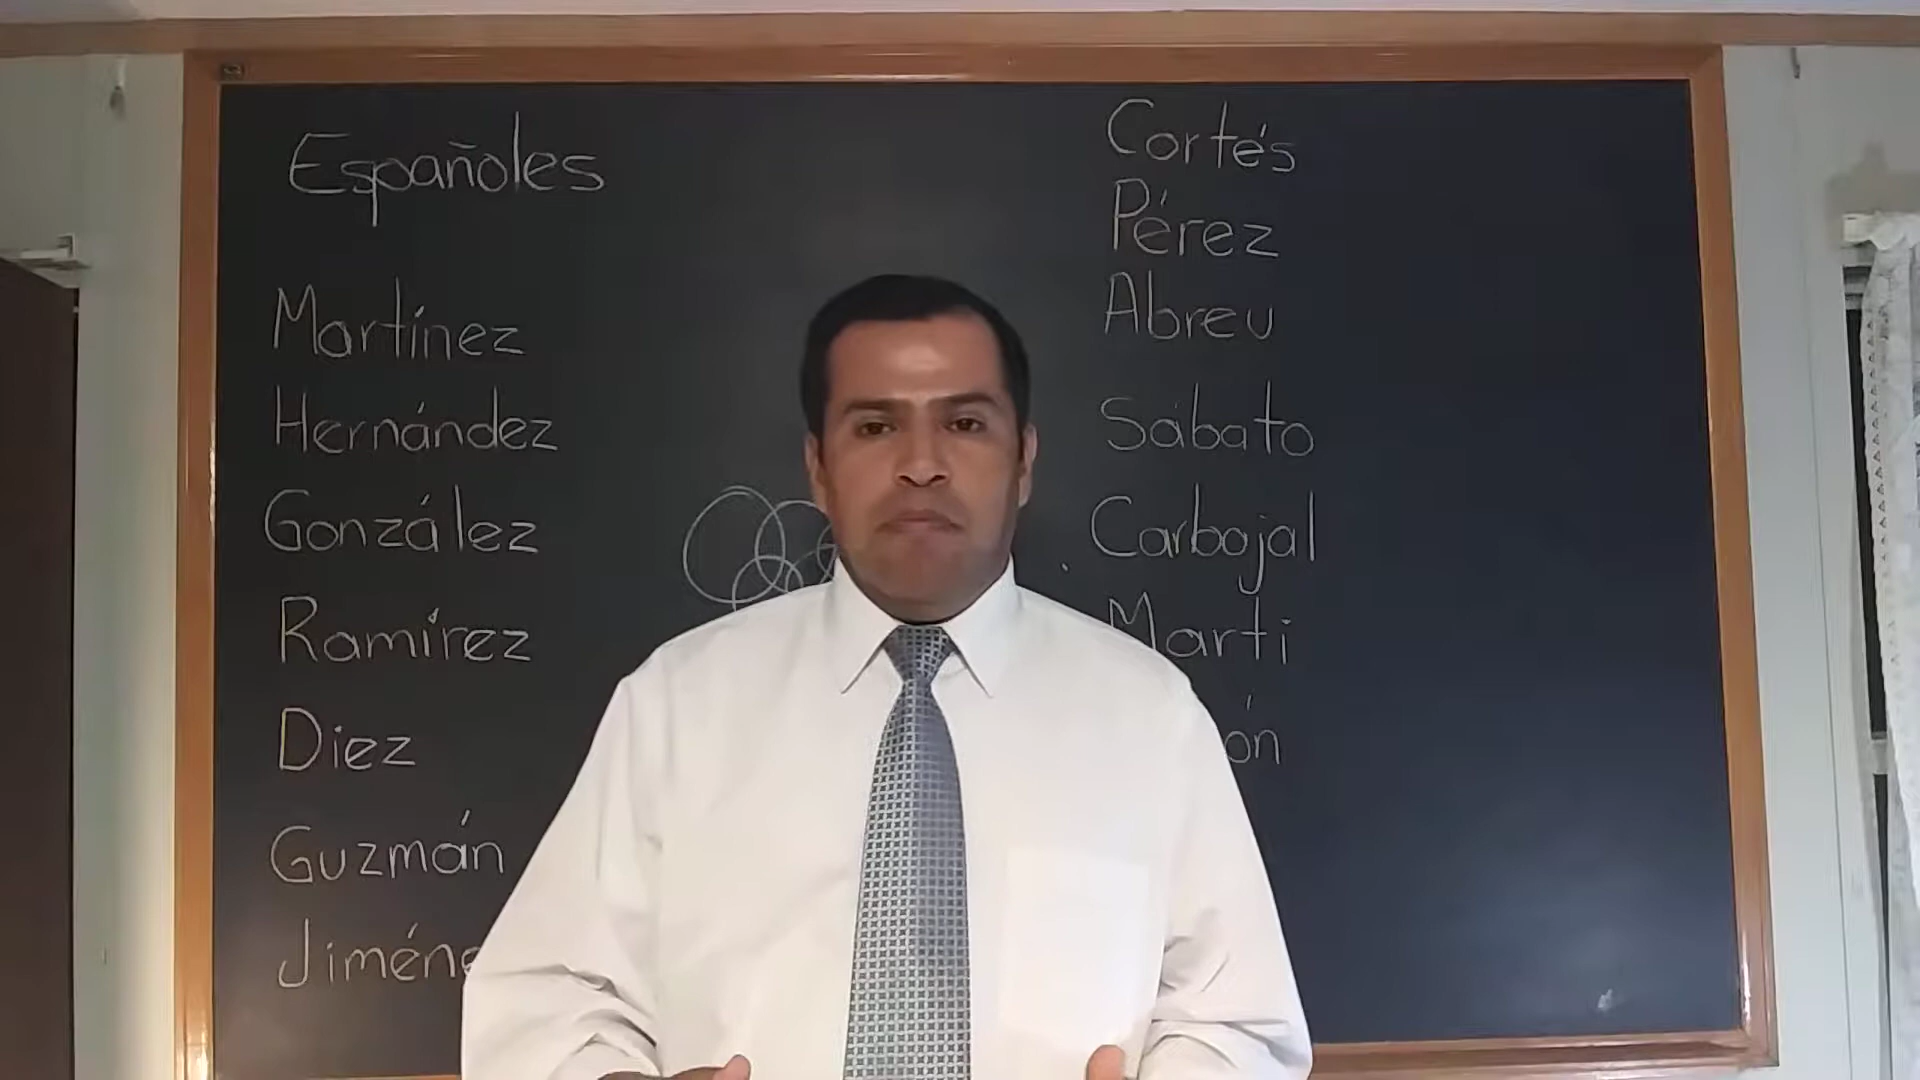 Españoles
Martínez
Hernández
González
Ramírez
Diez
Guzmán
Cortés
Pérez
Abreu
Sábato
Carbajal
Marti